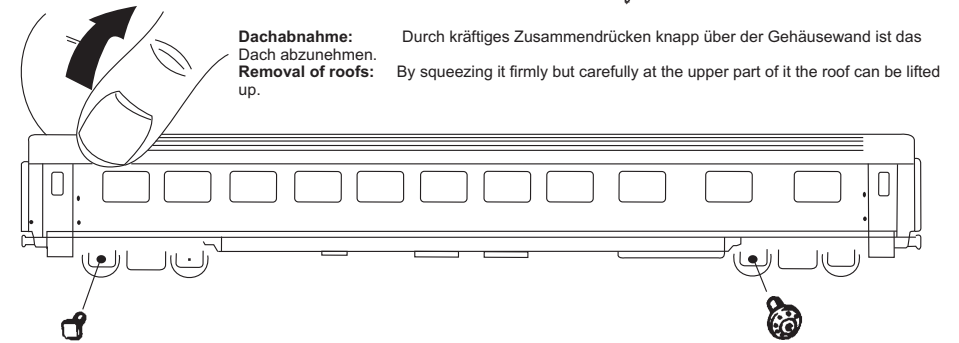 Dachabnahme: Durch kräftiges Zusammendrücken knapp über der Gehäusewand ist das
Dach abzunehmen.
Removal of roofs: By squeezing it firmly but carefully at the upper part of it the roof can be lifted
up.